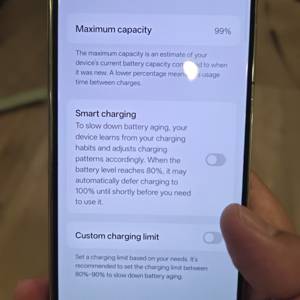 Maximum capacity 99%
The maximum capacity is an estimate of your
device's current battery capacity to when
it was new. A lower percentage usage
time between charges.
Smart charging
To slow down battery aging, your
device learns from your charging
habits and adjusts charging
patterns accordingly. When the
battery level reaches 80%, it may
automatically defer charging to
100% until shortly before you need
to use it.
Custom charging limit
Set a charging limit based on your needs. It's
recommended to set the charging limit between
80%–90% to slow down battery aging.